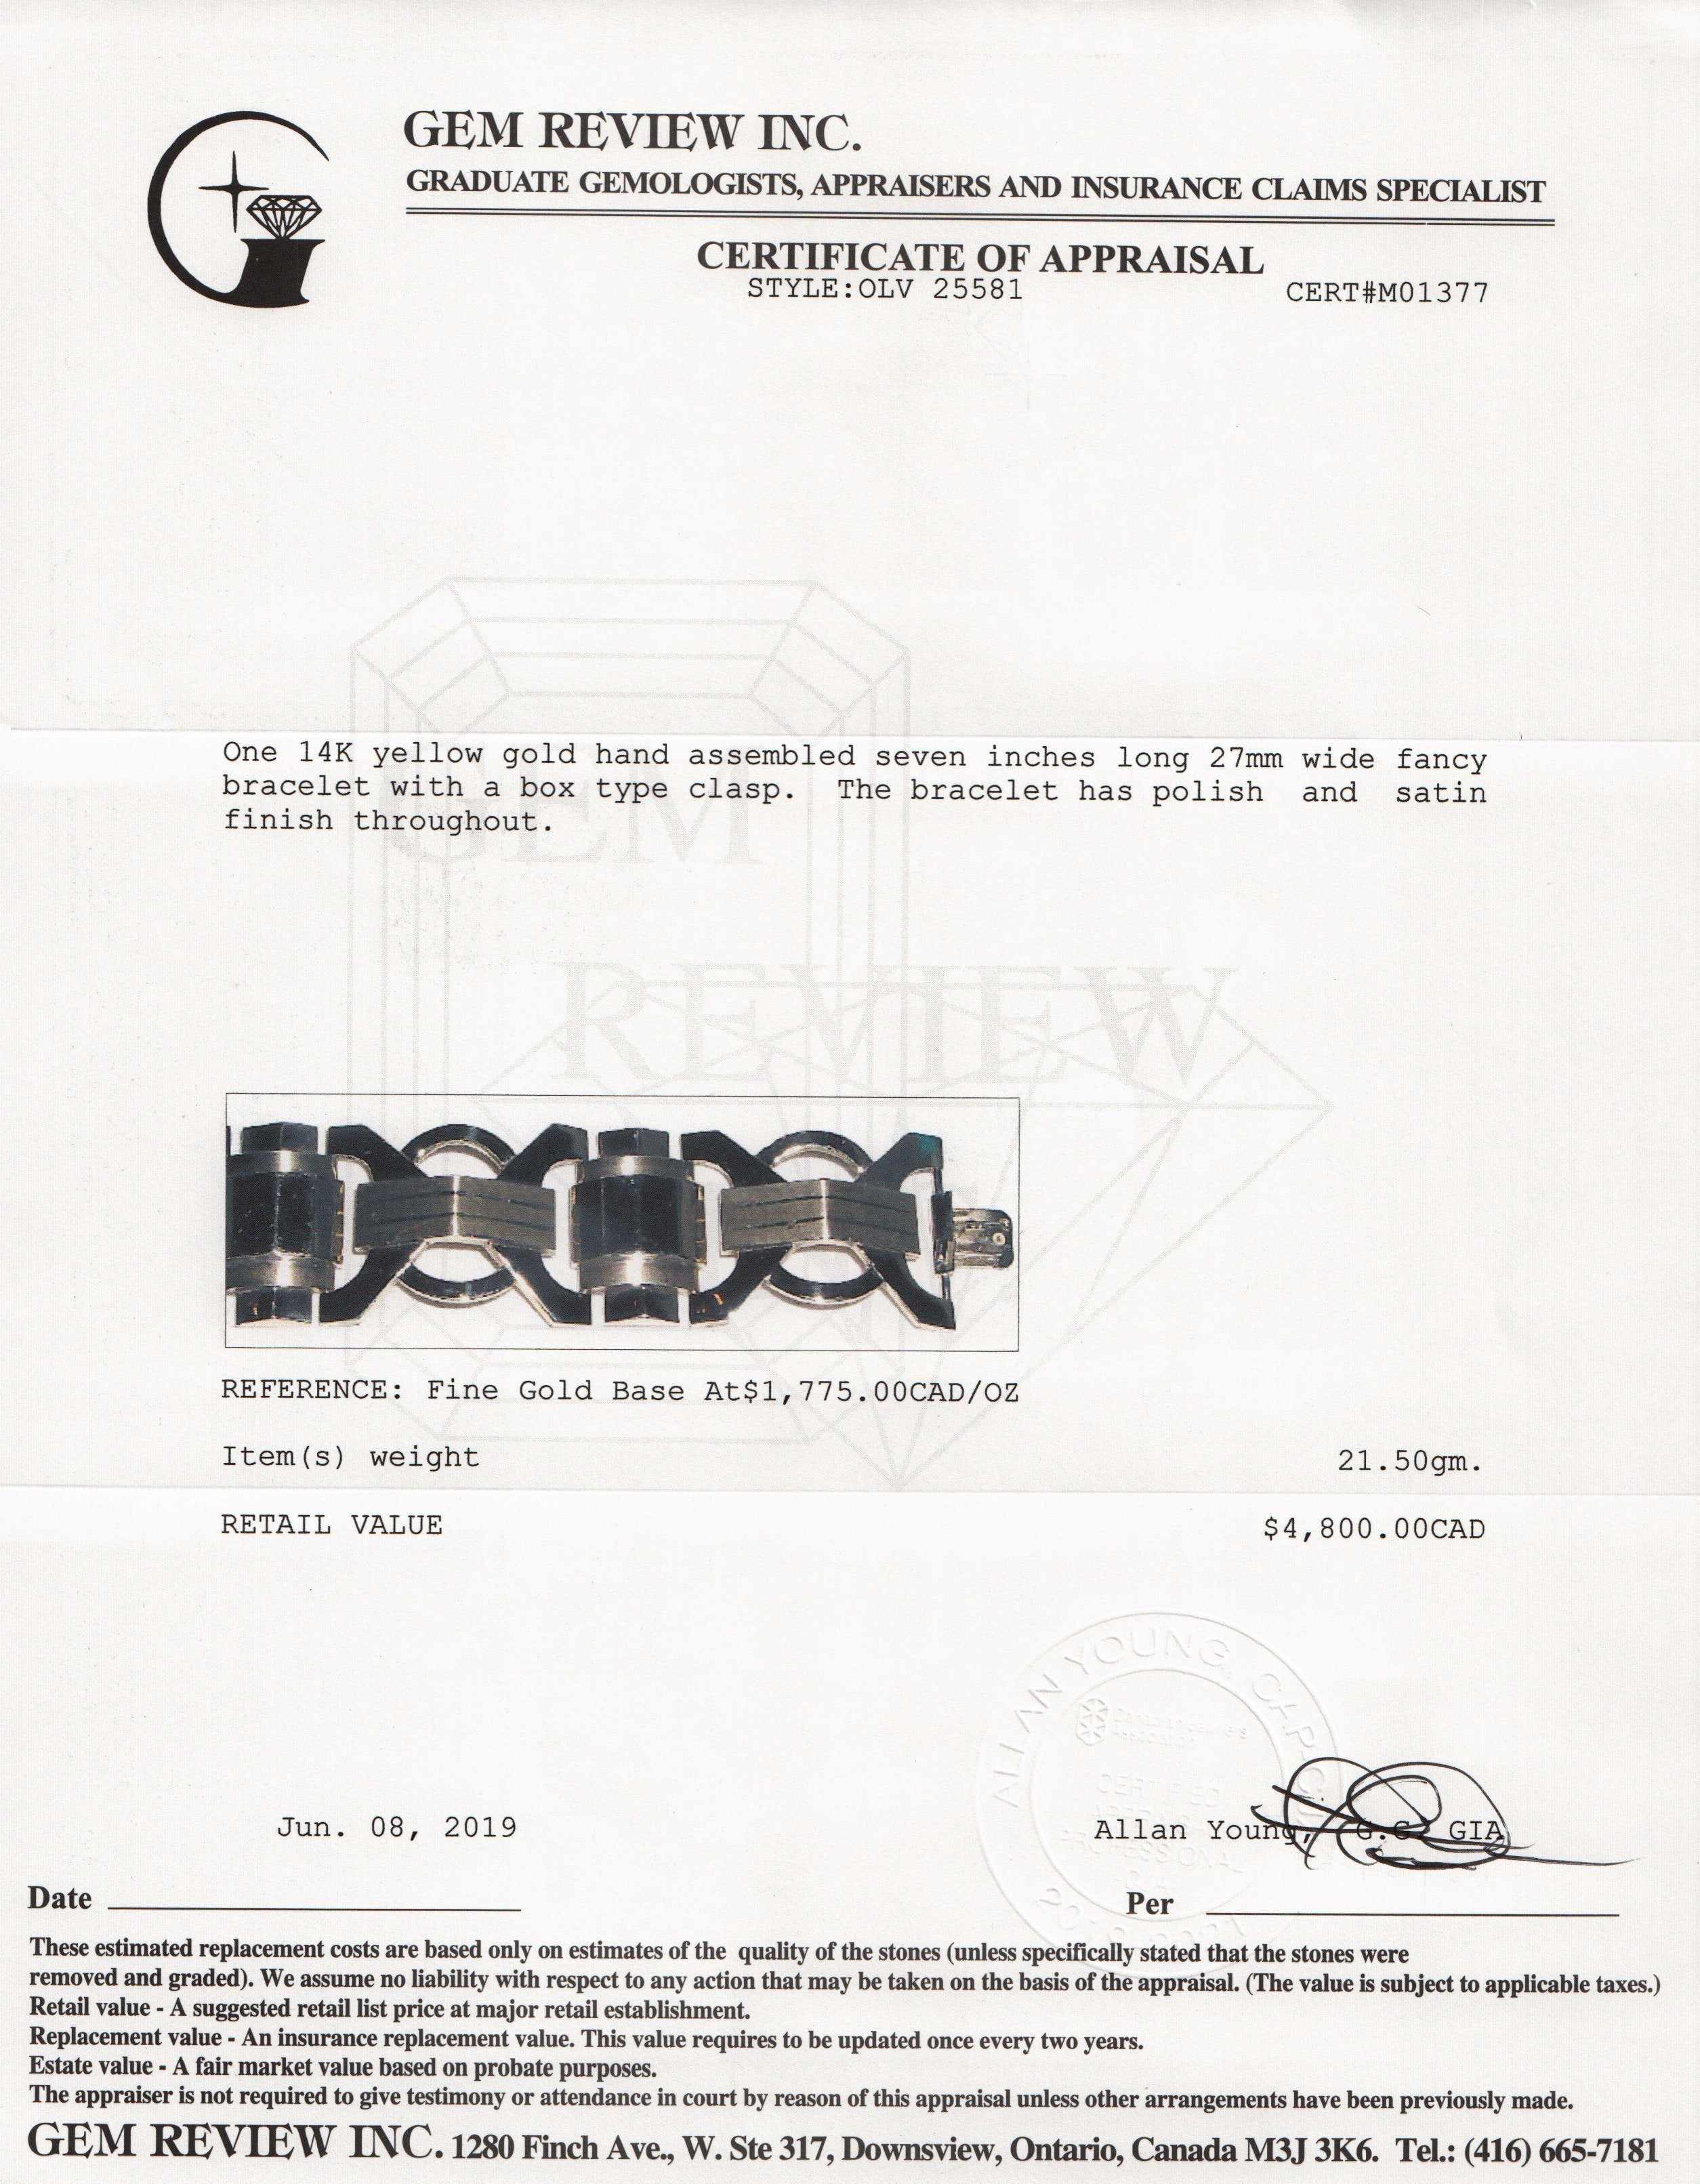 GEM REVIEW INC.
GRADUATE GEMOLOGISTS, APPRAISERS AND INSURANCE CLAIMS SPECIALIST
CERTIFICATE OF APPRAISAL
STYLE:OLV 25581
CERT#M01377
One 14K yellow gold hand assembled seven inches long 27mm wide fancy
bracelet with a box type clasp. The bracelet has polish and satin
finish throughout.
GEM
REVIEW
REFERENCE: Fine Gold Base At$1,775.00CAD/OZ
Item(s) weight 21.50gm.
RETAIL VALUE $4,800.00CAD
ALLAN YOUNG,
Jun. 08, 2019
Allan Young, G.G. GIA
Date
Per
These estimated replacement costs are based only on estimates of the quality of the stones (unless specifically stated that the stones were
removed and graded). We assume no liability with respect to any action that may be taken on the basis of the appraisal. (The value is subject to applicable taxes.)
Retail value - A suggested retail list price at major retail establishment.
Replacement value - An insurance replacement value. This value requires to be updated once every two years.
Estate value - A fair market value based on probate purposes.
The appraiser is not required to give testimony or attendance in court by reason of this appraisal unless other arrangements have been previously made.
GEM REVIEW INC. 1280 Finch Ave., W. Ste 317, Downsview, Ontario, Canada M3J 3K6. Tel.: (416) 665-7181